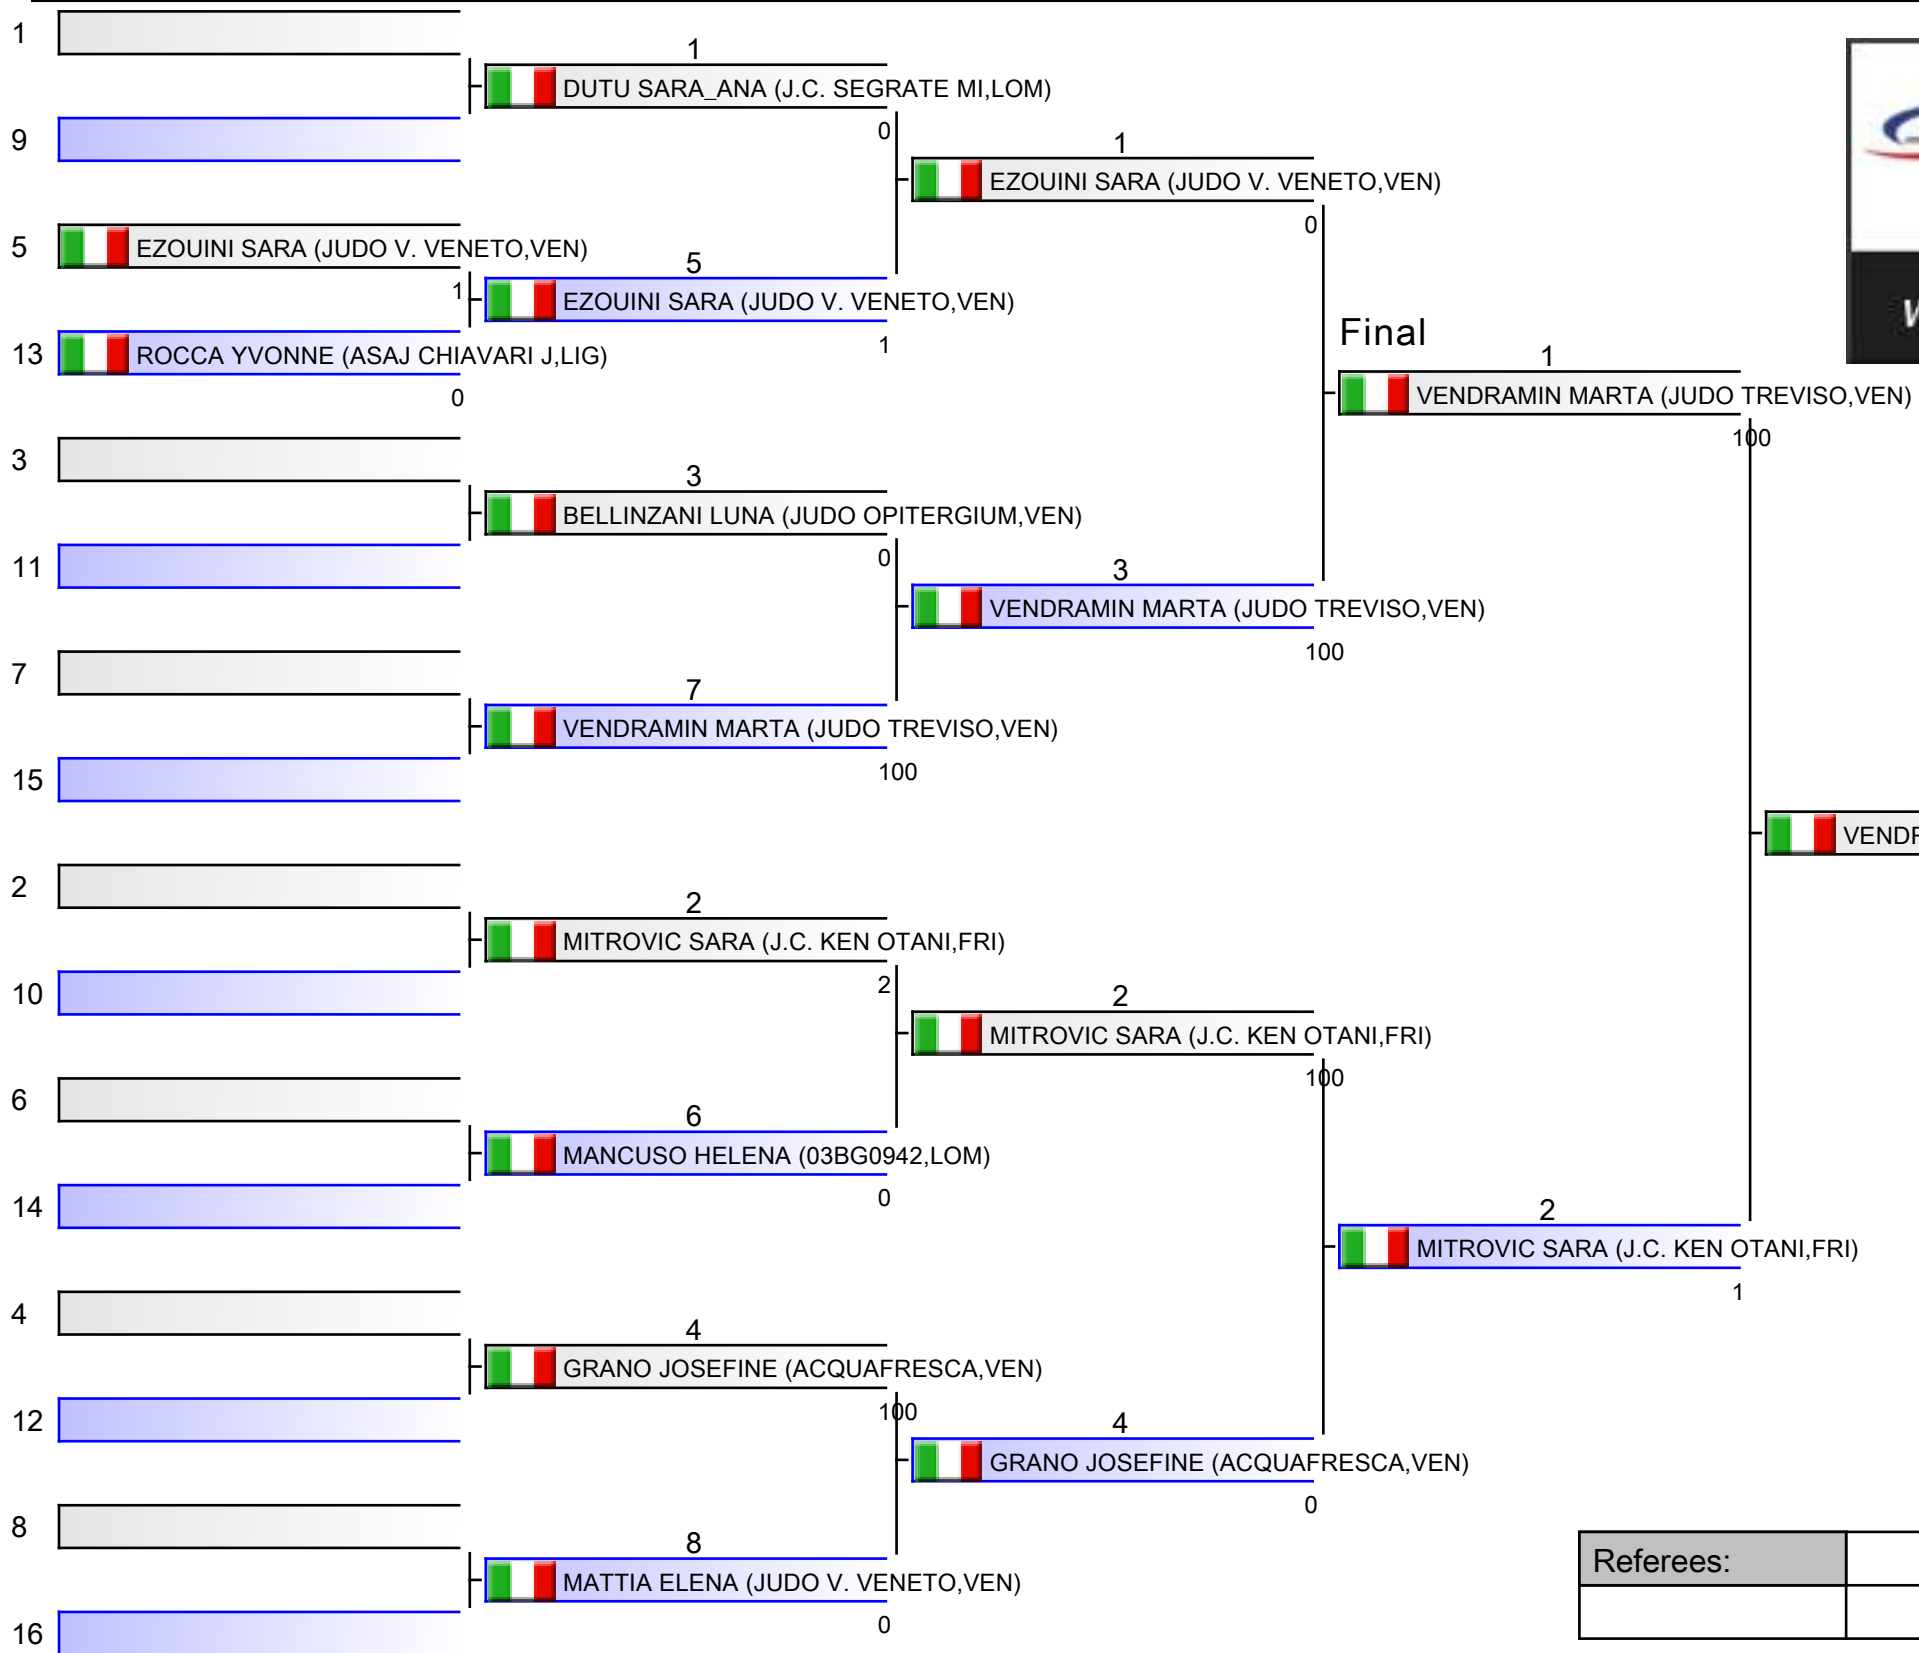 1
1
DUTU SARA_ANA (J.C. SEGRATE MI,LOM)
9
0
1
EZOUINI SARA (JUDO V. VENETO,VEN)
0
5
EZOUINI SARA (JUDO V. VENETO,VEN)
1
5
EZOUINI SARA (JUDO V. VENETO,VEN)
1
13
ROCCA YVONNE (ASAJ CHIAVARI J,LIG)
0
Final
1
VENDRAMIN MARTA (JUDO TREVISO,VEN)
100
3
3
BELLINZANI LUNA (JUDO OPITERGIUM,VEN)
0
11
3
VENDRAMIN MARTA (JUDO TREVISO,VEN)
100
7
7
VENDRAMIN MARTA (JUDO TREVISO,VEN)
100
15
VENDR
2
2
MITROVIC SARA (J.C. KEN OTANI,FRI)
2
10
2
MITROVIC SARA (J.C. KEN OTANI,FRI)
100
6
6
MANCUSO HELENA (03BG0942,LOM)
0
14
2
MITROVIC SARA (J.C. KEN OTANI,FRI)
1
4
4
GRANO JOSEFINE (ACQUAFRESCA,VEN)
100
12
4
GRANO JOSEFINE (ACQUAFRESCA,VEN)
0
8
8
MATTIA ELENA (JUDO V. VENETO,VEN)
0
16
Referees: